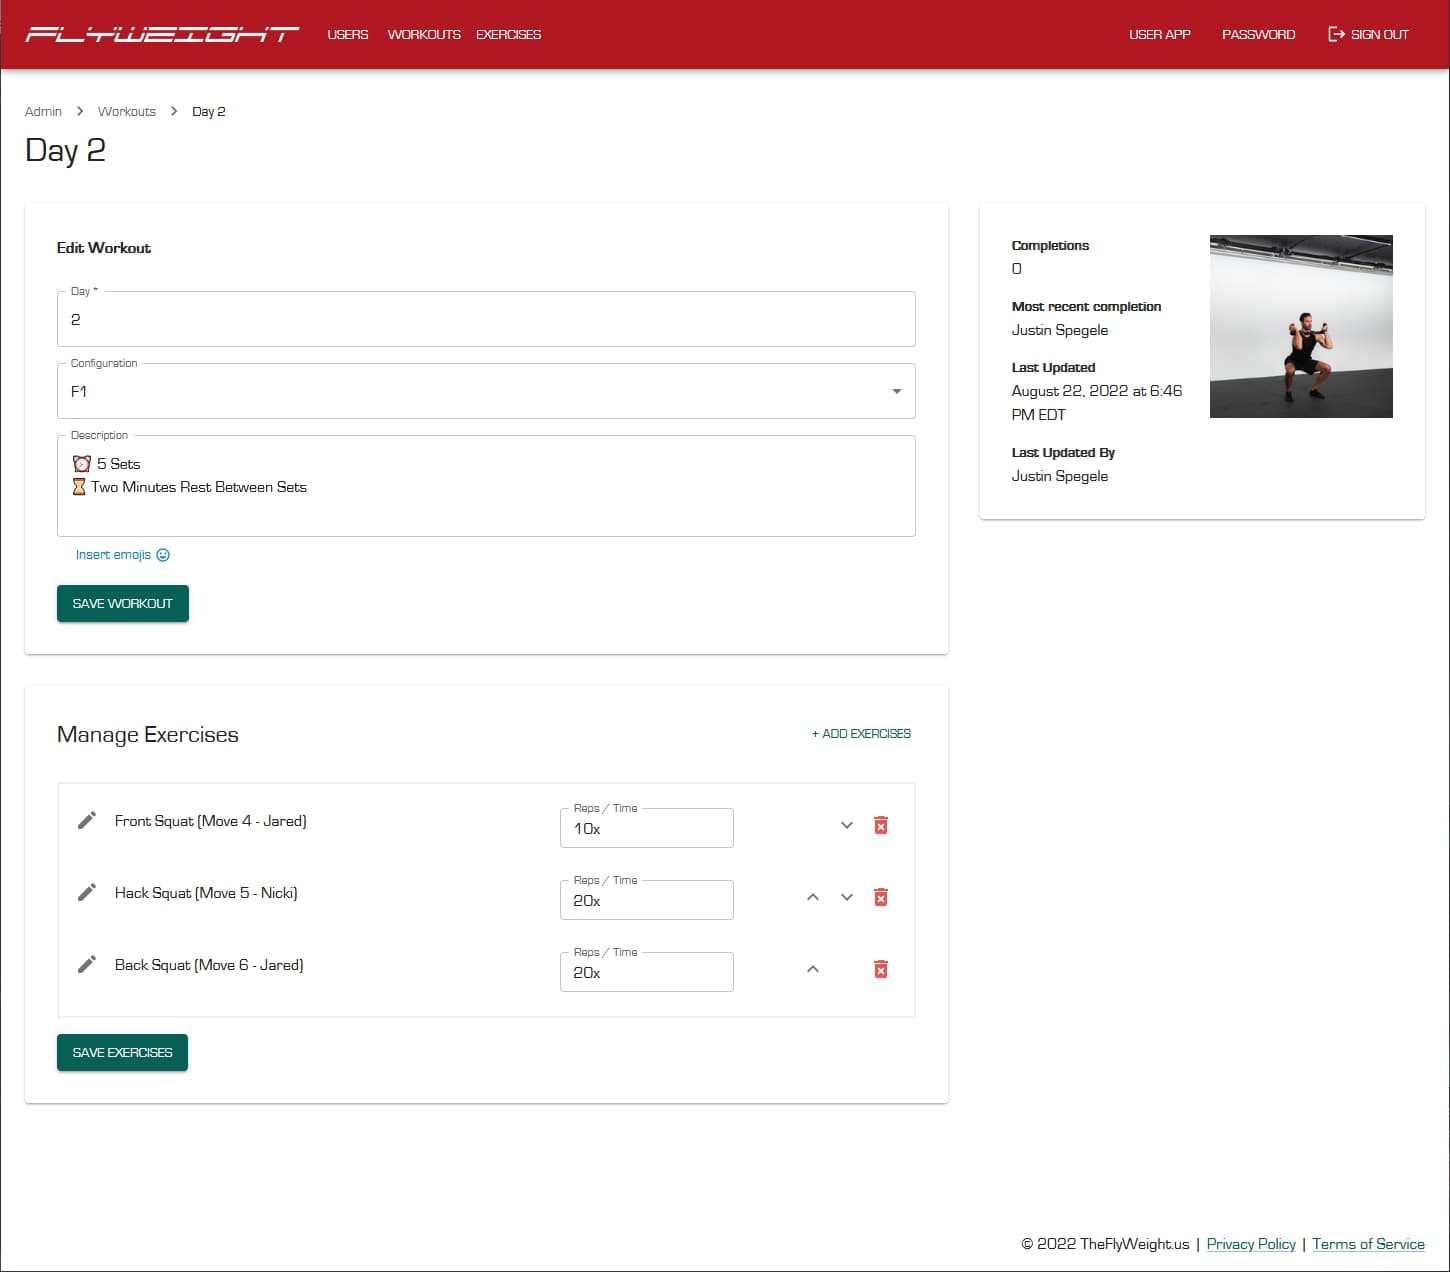 FLYWEIGHT USERS WORKOUTS EXERCISES USER APP PASSWORD SIGN OUT
Admin > Workouts > Day 2
Day 2
Edit Workout
Day *
2
Configuration
F1
Description
⏰ 5 Sets
⏳ Two Minutes Rest Between Sets
Insert emojis
SAVE WORKOUT
Completions
0
Most recent completion
Justin Spegele
Last Updated
August 22, 2022 at 6:46
PM EDT
Last Updated By
Justin Spegele
Manage Exercises
+ ADD EXERCISES
Front Squat (Move 4 - Jared)
Reps / Time
10x
Hack Squat (Move 5 - Nicki)
Reps / Time
20x
Back Squat (Move 6 - Jared)
Reps / Time
20x
SAVE EXERCISES
© 2022 TheFlyWeight.us | Privacy Policy | Terms of Service